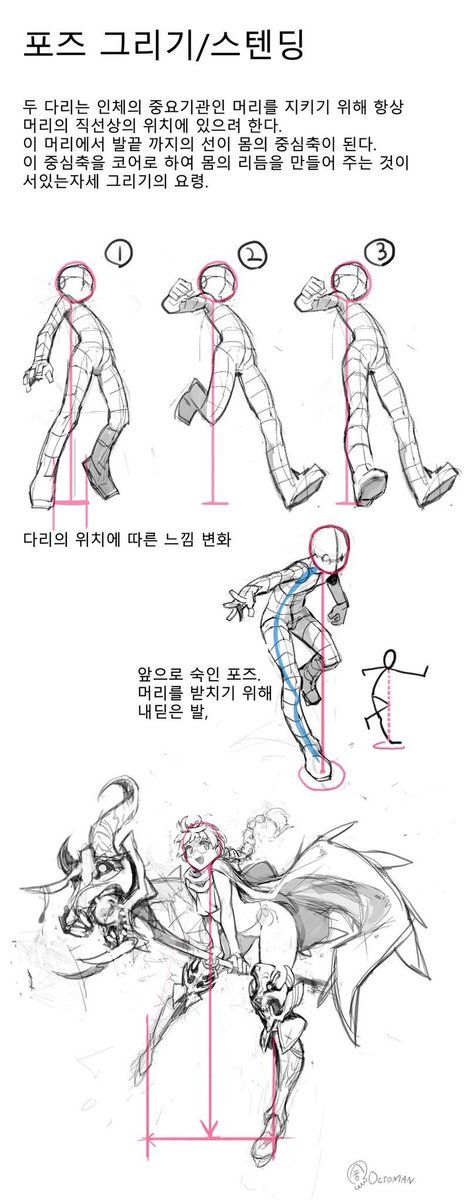 포즈 그리기/스텐딩
두 다리는 인체의 중요기관인 머리를 지키기 위해 항상
머리의 직선상의 위치에 있으려 한다.
이 머리에서 발끝 까지의 선이 몸의 중심축이 된다.
이 중심축을 코어로 하여 몸의 리듬을 만들어 주는 것이
서있는자세 그리기의 요령.
① ② ③
다리의 위치에 따른 느낌 변화
앞으로 숙인 포즈.
머리를 받치기 위해
내딛은 발,
OCTOMAN